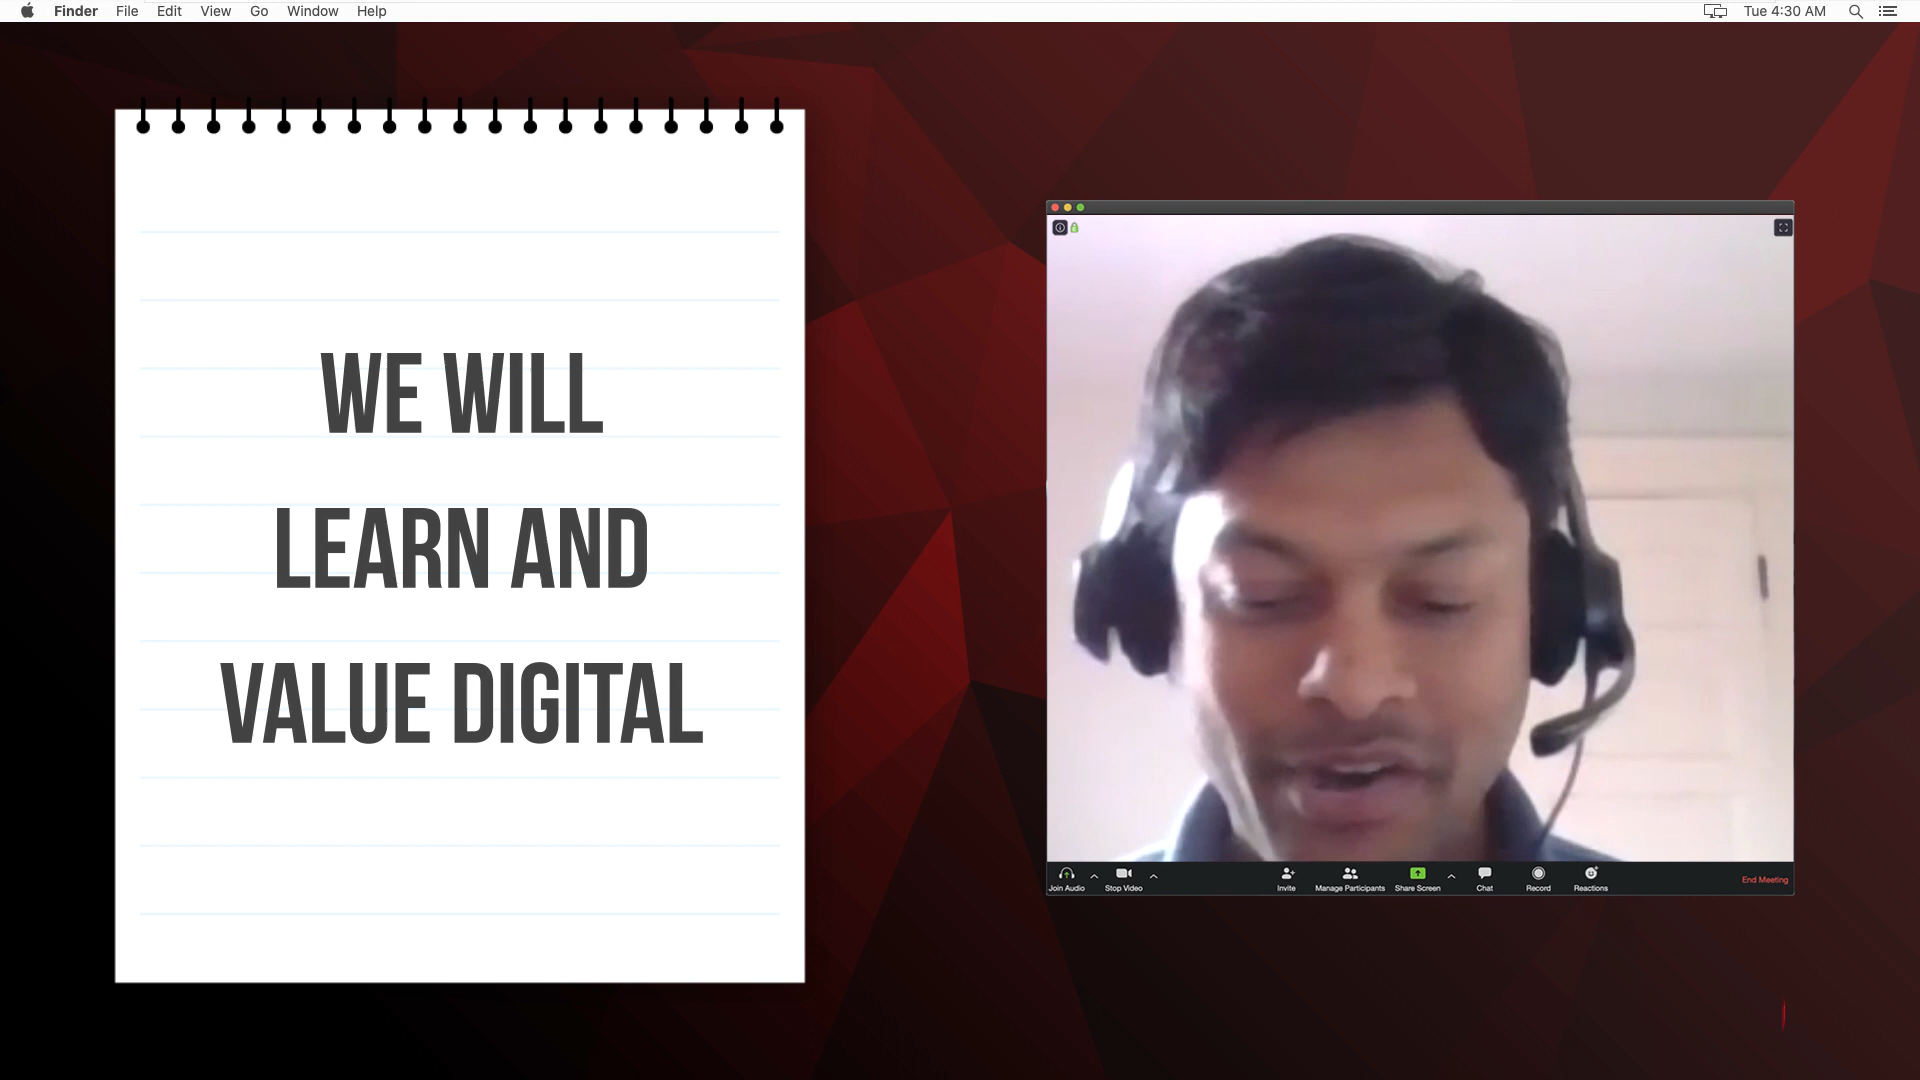 Finder File Edit View Go Window Help
Tue 4:30 AM
WE WILL
LEARN AND
VALUE DIGITAL
Join Audio
Stop Video
Invite
Manage Participants
Share Screen
Chat
Record
Reactions
End Meeting